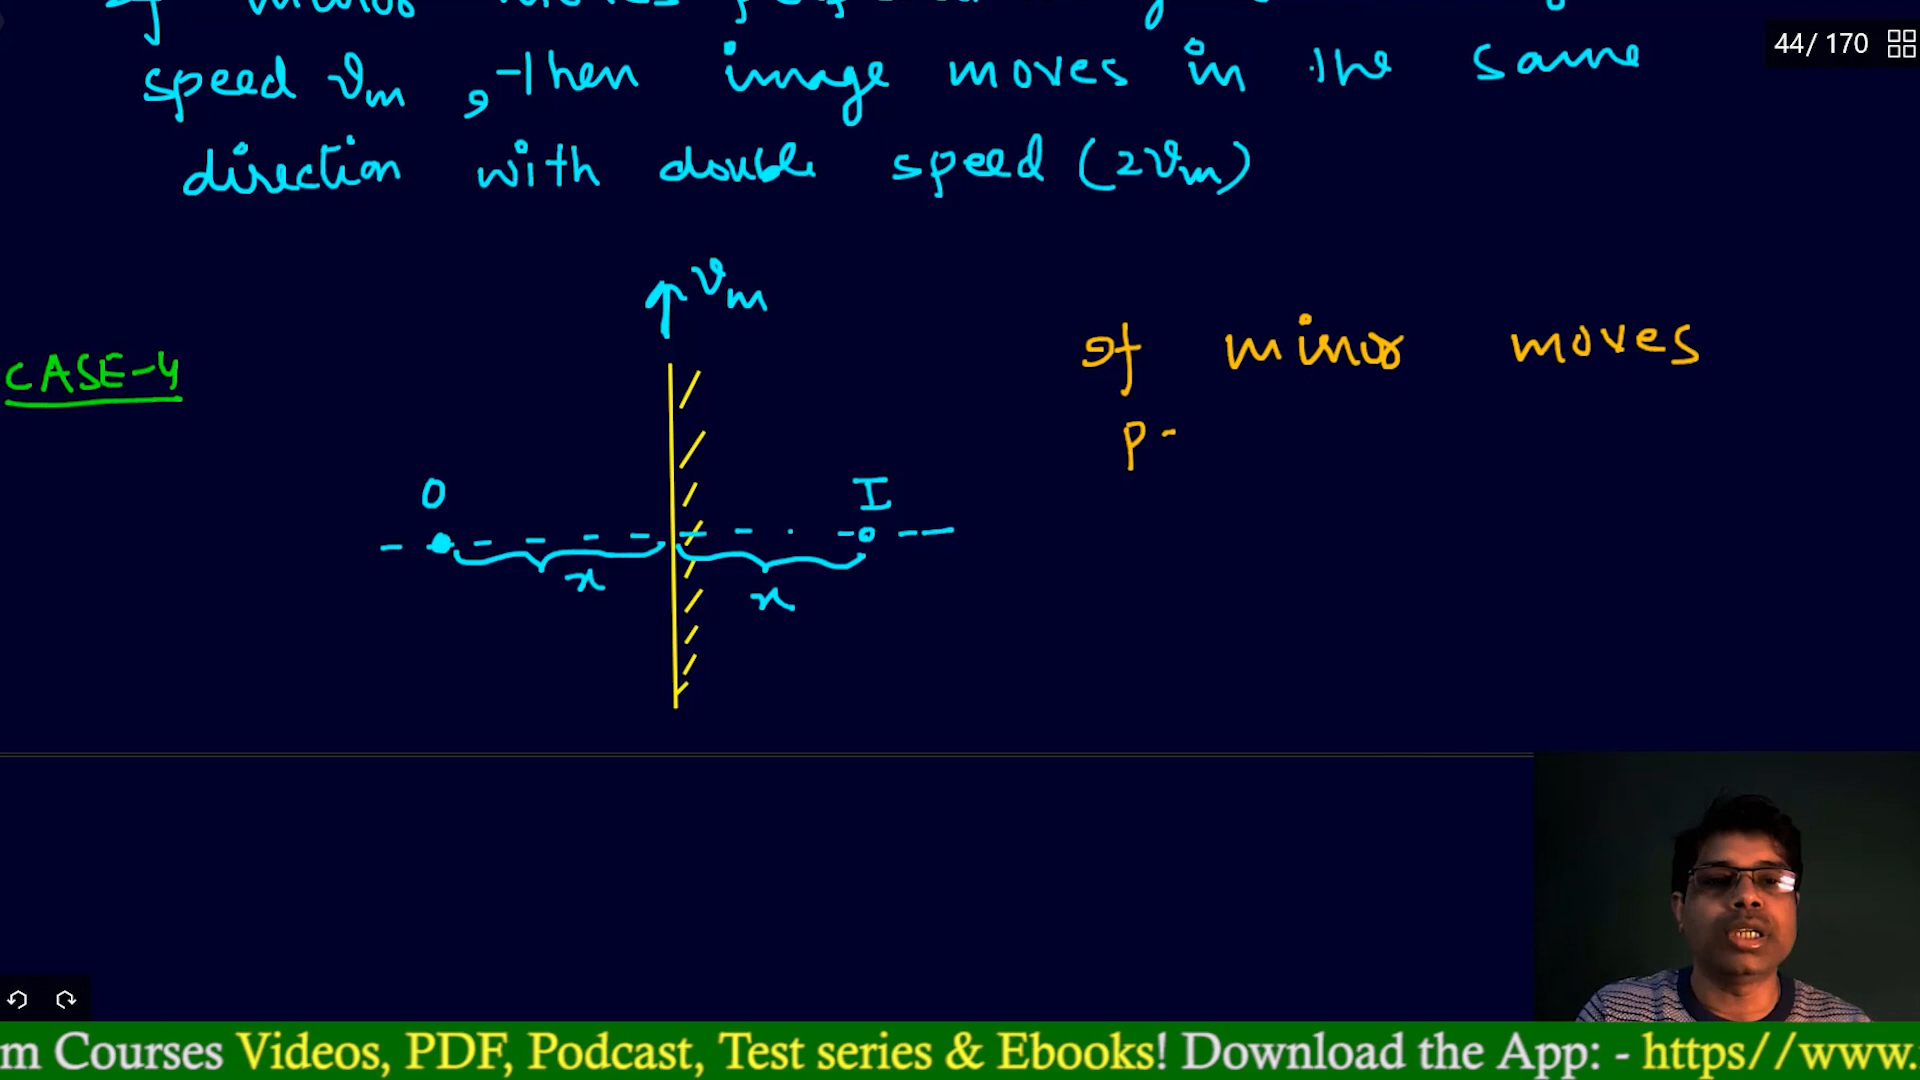 speed vm, then image moves in the same
direction with double speed (2vm)
44/ 170
vm
CASE-4
If mirror moves
O
I
x
x
m Courses Videos, PDF, Podcast, Test series & Ebooks! Download the App: - https//www.